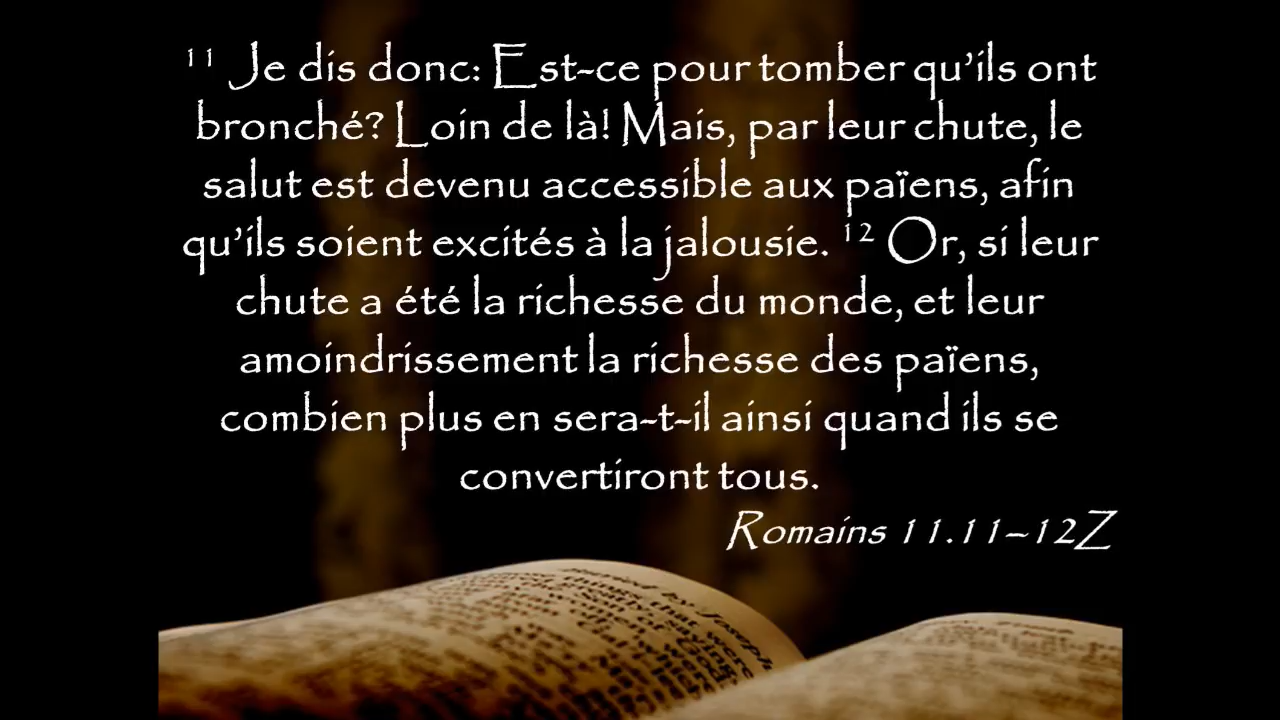 ¹¹ Je dis donc: Est-ce pour tomber qu’ils ont
bronché? Loin de là! Mais, par leur chute, le
salut est devenu accessible aux païens, afin
qu’ils soient excités à la jalousie. ¹² Or, si leur
chute a été la richesse du monde, et leur
amoindrissement la richesse des païens,
combien plus en sera-t-il ainsi quand ils se
convertiront tous.
Romains 11.11–12Z